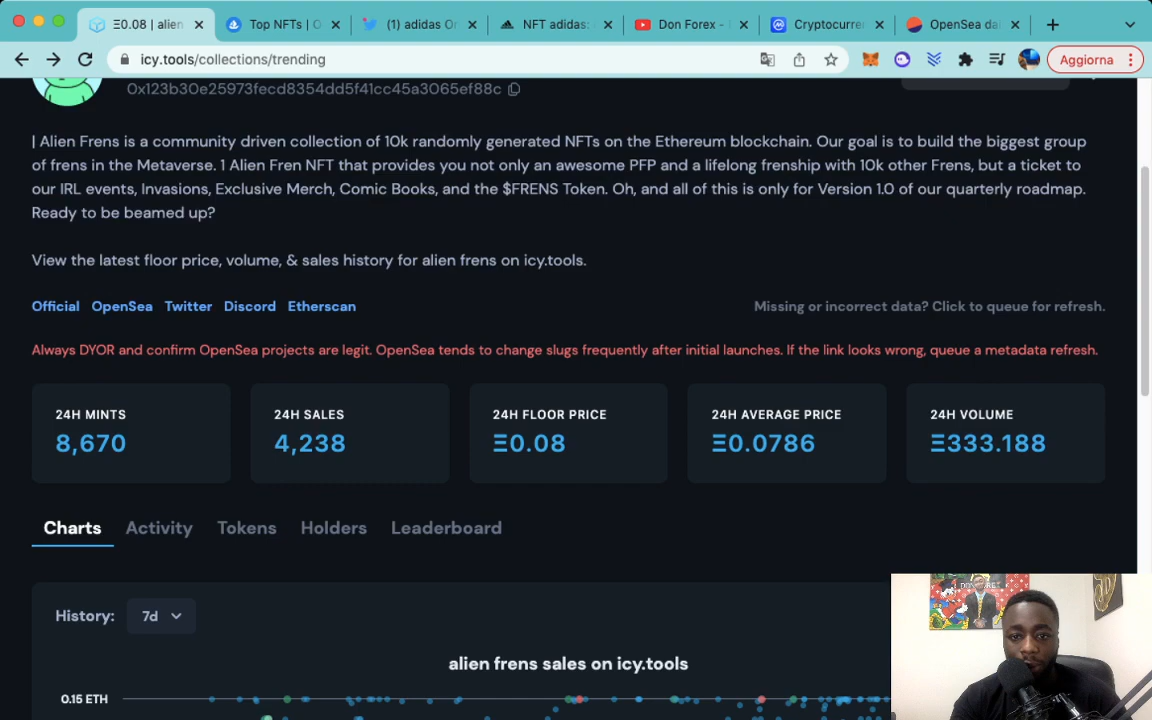 Ξ0.08 | alien
Top NFTs | O
(1) adidas Or
NFT adidas:
Don Forex -
Cryptocurre
OpenSea da
icy.tools/collections/trending
Aggiorna
0x123b30e25973fecd8354dd5f41cc45a3065ef88c
| Alien Frens is a community driven collection of 10k randomly generated NFTs on the Ethereum blockchain. Our goal is to build the biggest group
of frens in the Metaverse. 1 Alien Fren NFT that provides you not only an awesome PFP and a lifelong frenship with 10k other Frens, but a ticket to
our IRL events, Invasions, Exclusive Merch, Comic Books, and the $FRENS Token. Oh, and all of this is only for Version 1.0 of our quarterly roadmap.
Ready to be beamed up?
View the latest floor price, volume, & sales history for alien frens on icy.tools.
Official OpenSea Twitter Discord Etherscan
Missing or incorrect data? Click to queue for refresh.
Always DYOR and confirm OpenSea projects are legit. OpenSea tends to change slugs frequently after initial launches. If the link looks wrong, queue a metadata refresh.
24H MINTS
8,670
24H SALES
4,238
24H FLOOR PRICE
Ξ0.08
24H AVERAGE PRICE
Ξ0.0786
24H VOLUME
Ξ333.188
Charts Activity Tokens Holders Leaderboard
History: 7d
alien frens sales on icy.tools
0.15 ETH